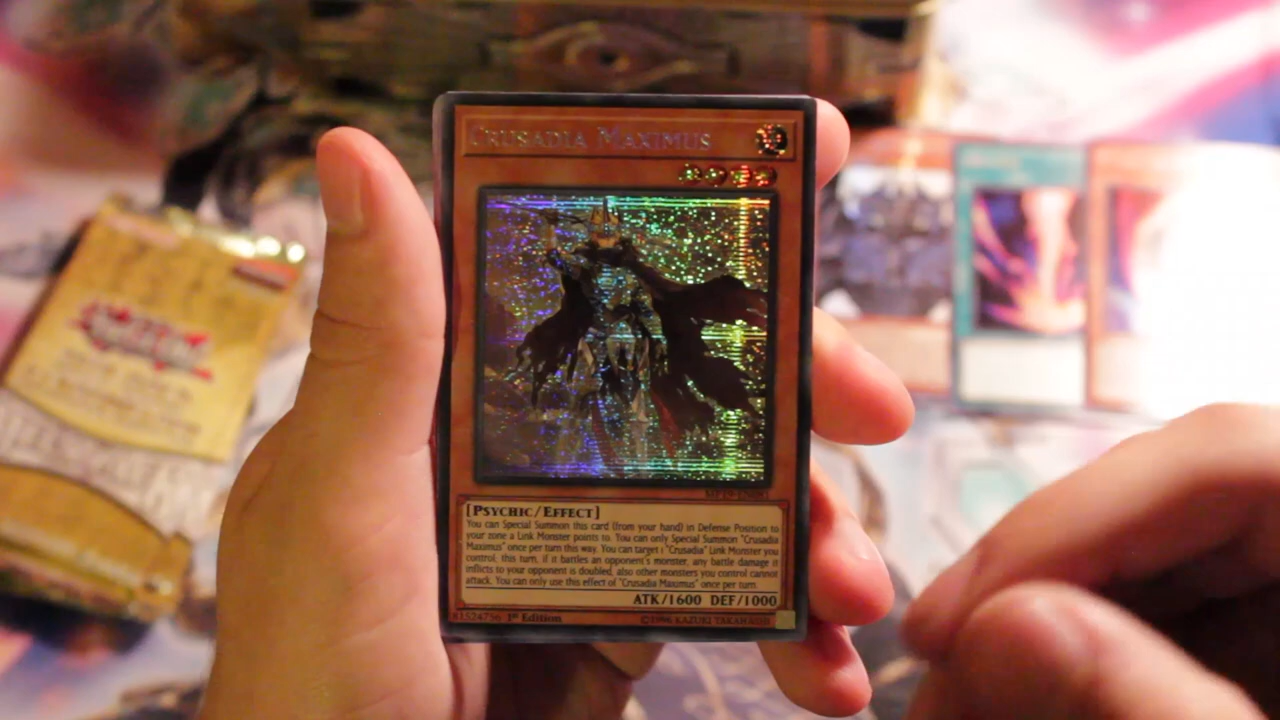 CRUSADIA MAXIMUS
[PSYCHIC/EFFECT]
You can Special Summon this card (from your hand) in Defense Position to
your zone a Link Monster points to. You can only Special Summon "Crusadia
Maximus" once per turn this way. You can target 1 "Crusadia" Link Monster you
control; this turn, if it battles an opponent's monster, any battle damage it
inflicts to your opponent is doubled, also other monsters you control cannot
attack. You can only use this effect of "Crusadia Maximus" once per turn.
ATK/1600 DEF/1000
81524756 1st Edition
©1996 KAZUKI TAKAHASHI